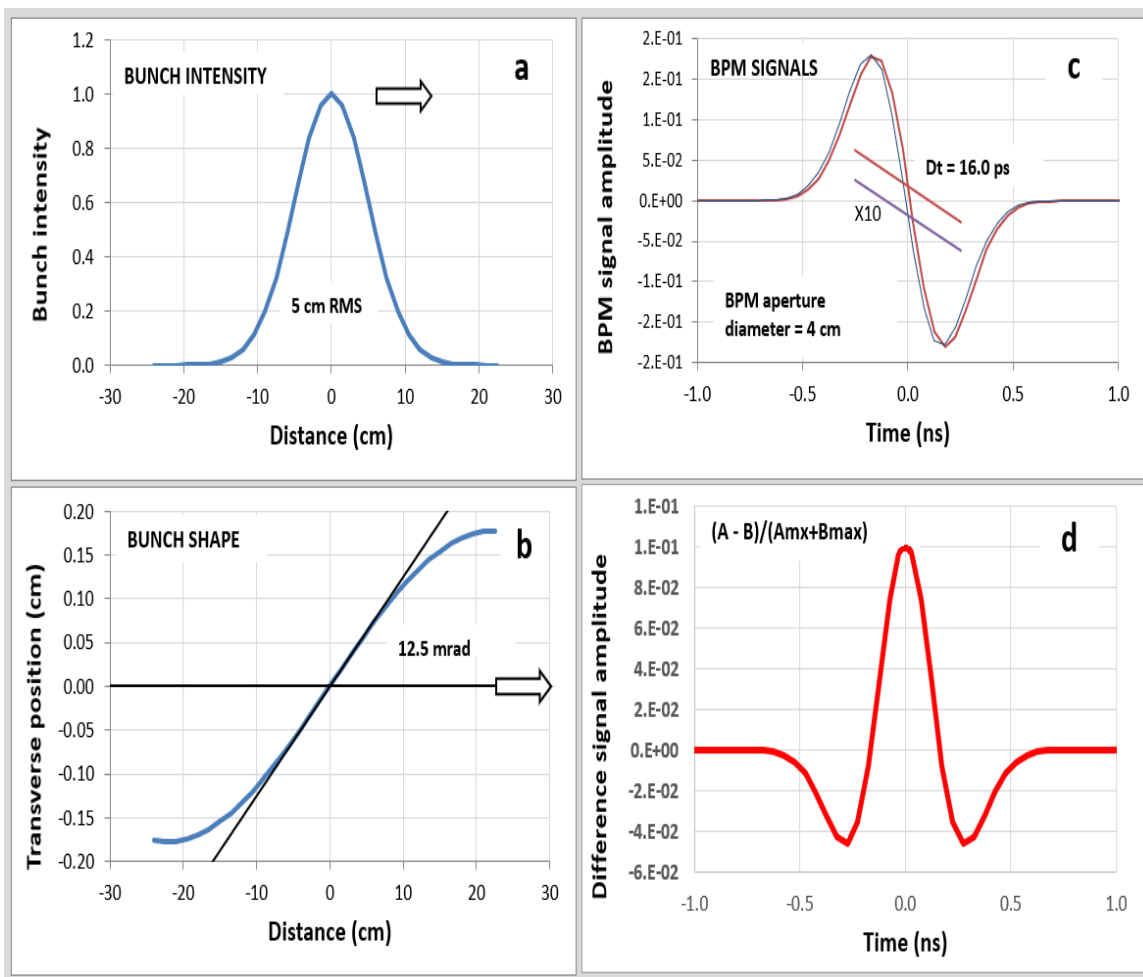 BUNCH INTENSITY
a
1.2
1.0
0.8
0.6
0.4
0.2
0.0
5 cm RMS
-30 -20 -10 0 10 20 30
Bunch intensity
Distance (cm)
BPM SIGNALS
c
2.E-01
2.E-01
1.E-01
5.E-02
0.E+00
-5.E-02
-1.E-01
-2.E-01
-2.E-01
Dt = 16.0 ps
X10
BPM aperture
diameter = 4 cm
-1.0 -0.5 0.0 0.5 1.0
BPM signal amplitude
Time (ns)
BUNCH SHAPE
b
0.20
0.15
0.10
0.05
0.00
-0.05
-0.10
-0.15
-0.20
12.5 mrad
-30 -20 -10 0 10 20 30
Transverse position (cm)
Distance (cm)
(A - B)/(Amx+Bmax)
d
1.E-01
1.E-01
8.E-02
6.E-02
4.E-02
2.E-02
0.E+00
-2.E-02
-4.E-02
-6.E-02
-1.0 -0.5 0.0 0.5 1.0
Difference signal amplitude
Time (ns)